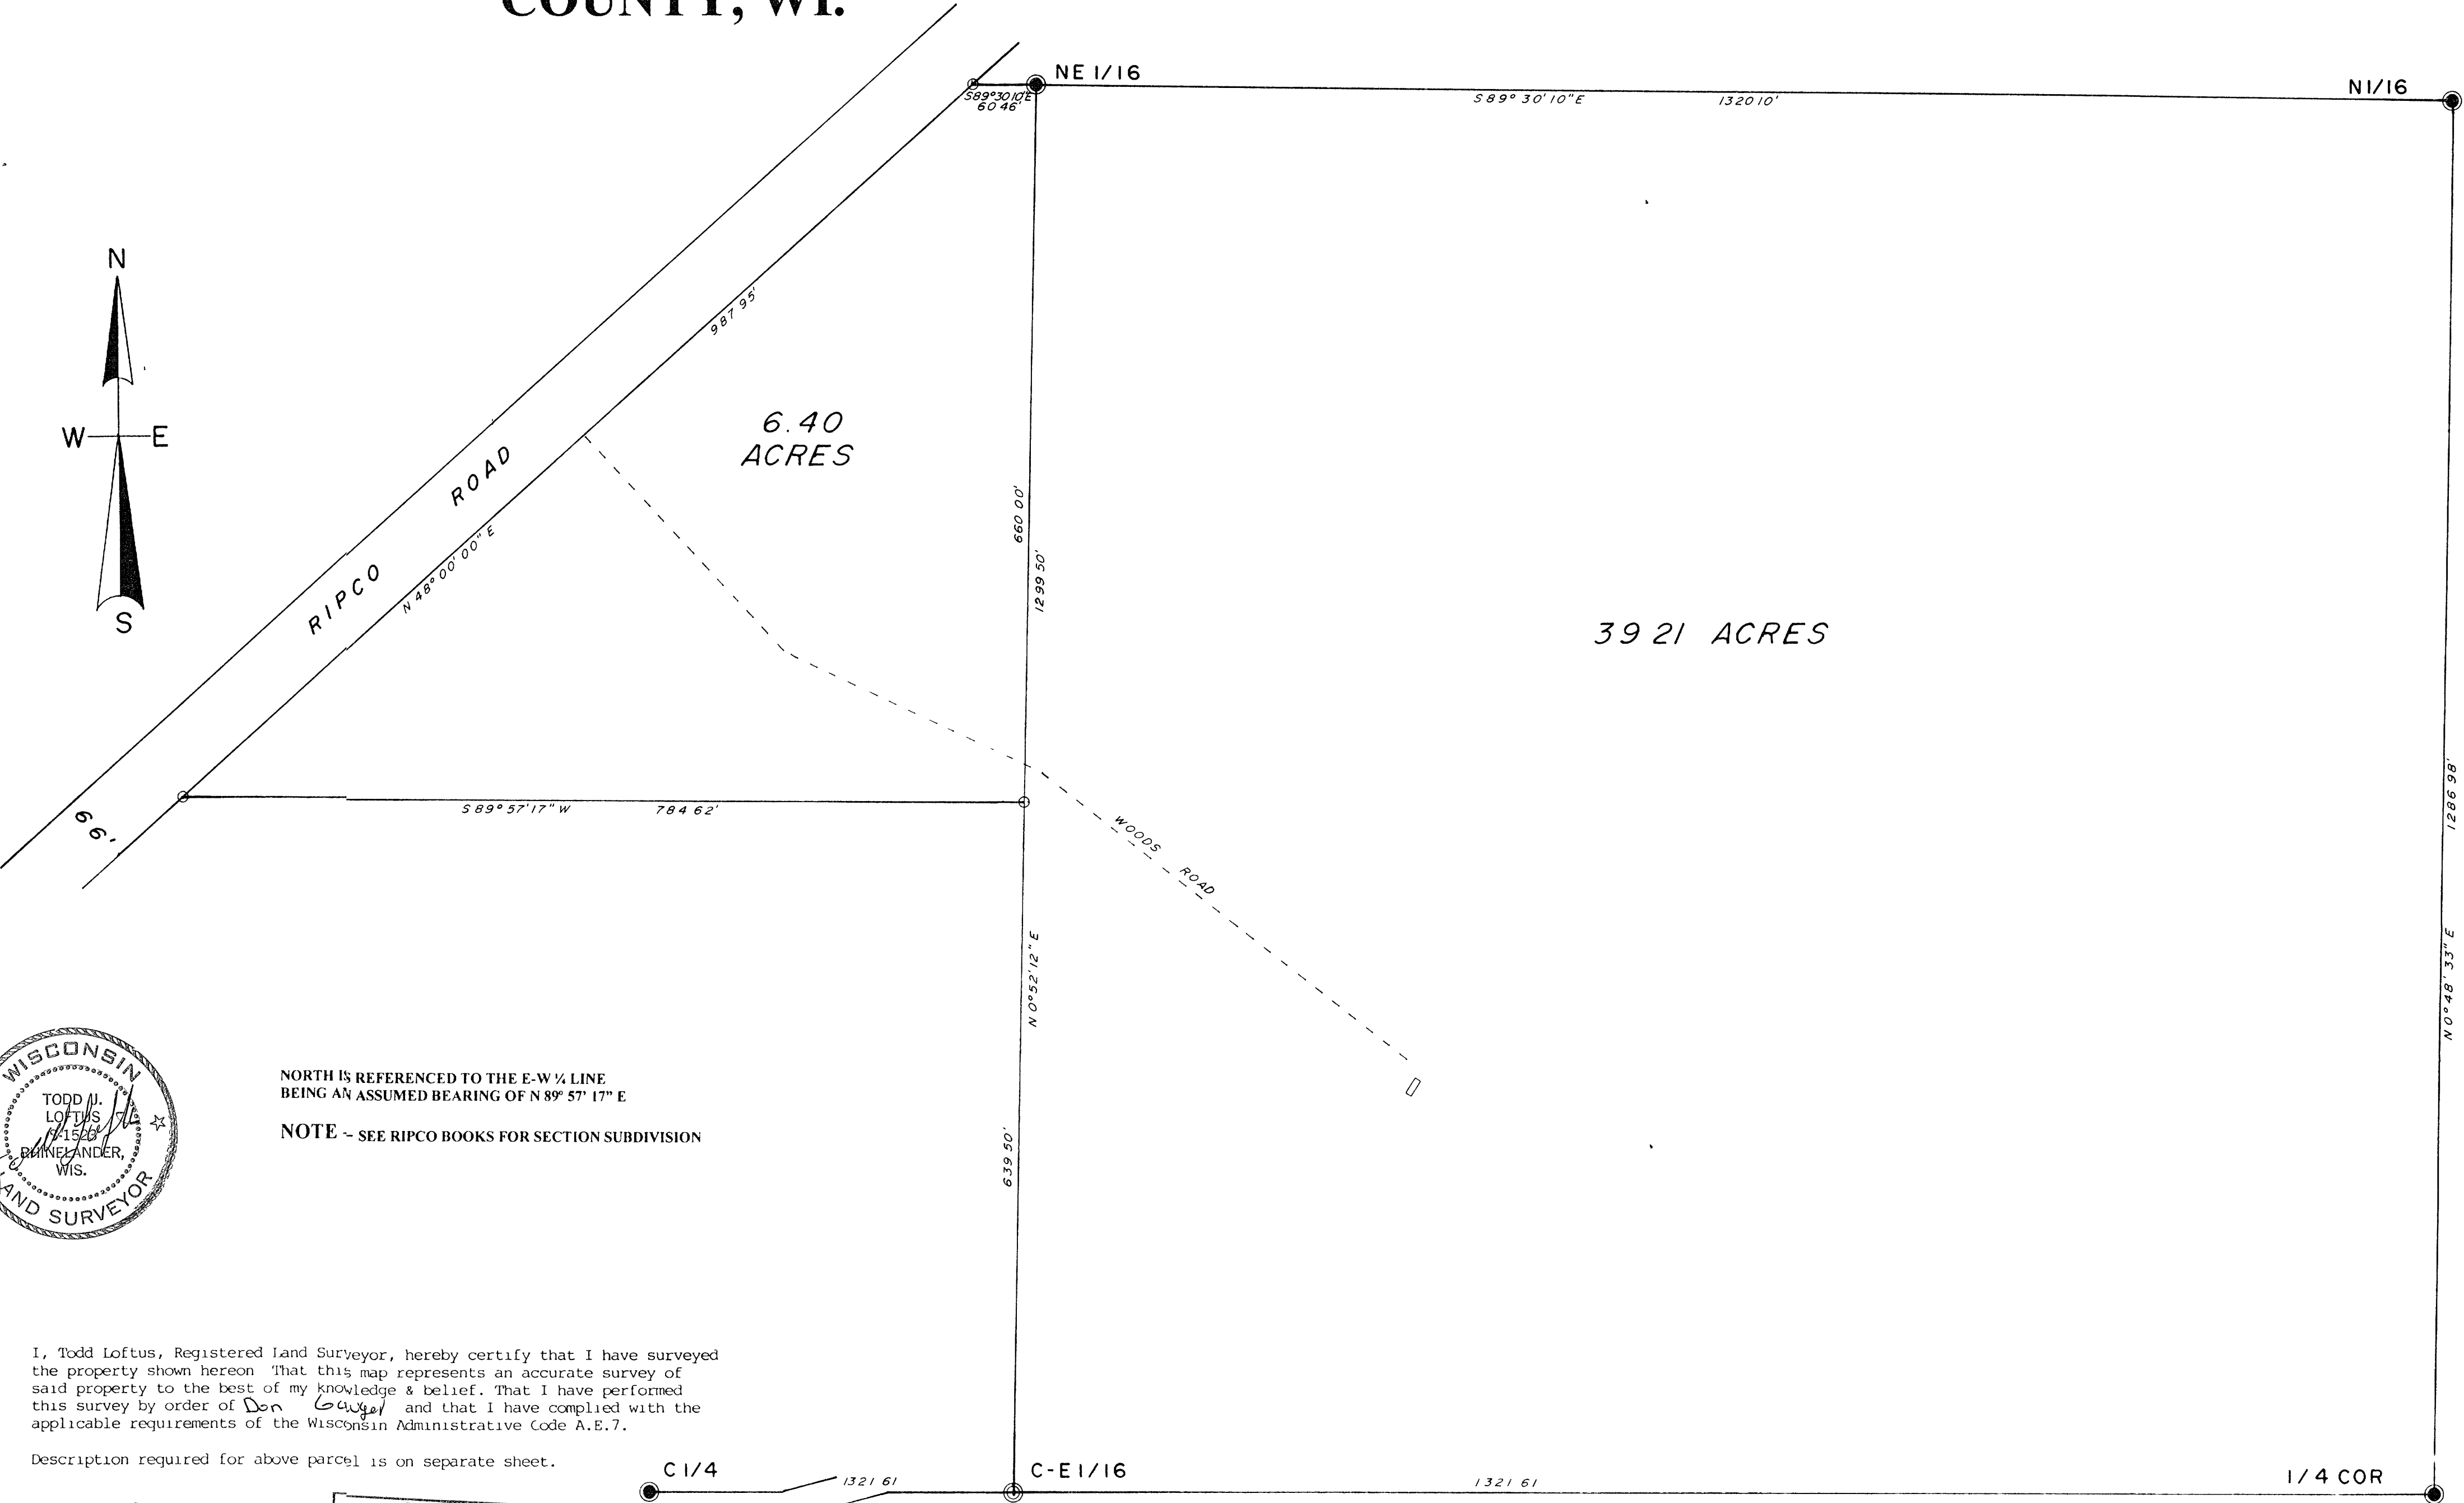 COUNTY, WI.
NE 1/16
N1/16
S89°30'10"E
60 46'
S89° 30' 10"E 1320 10'
N
W E
S
987 95'
6.40
ACRES
RIPCO ROAD
N 48° 00' 00" E
660 00'
1299 50'
39 21 ACRES
66'
S 89° 57' 17" W 784 62'
WOODS ROAD
1286 98'
N 0° 48' 33" E
N 0° 52' 12" E
639 50'
WISCONSIN
TODD J.
LOFTUS
S-1523
RHINELANDER,
WIS.
LAND SURVEYOR
NORTH IS REFERENCED TO THE E-W ¼ LINE
BEING AN ASSUMED BEARING OF N 89° 57' 17" E
NOTE -- SEE RIPCO BOOKS FOR SECTION SUBDIVISION
I, Todd Loftus, Registered Land Surveyor, hereby certify that I have surveyed
the property shown hereon That this map represents an accurate survey of
said property to the best of my knowledge & belief. That I have performed
this survey by order of Don and that I have complied with the
applicable requirements of the Wisconsin Administrative Code A.E.7.
Description required for above parcel is on separate sheet.
C 1/4
1321 61
C-E 1/16
1321 61
1/4 COR